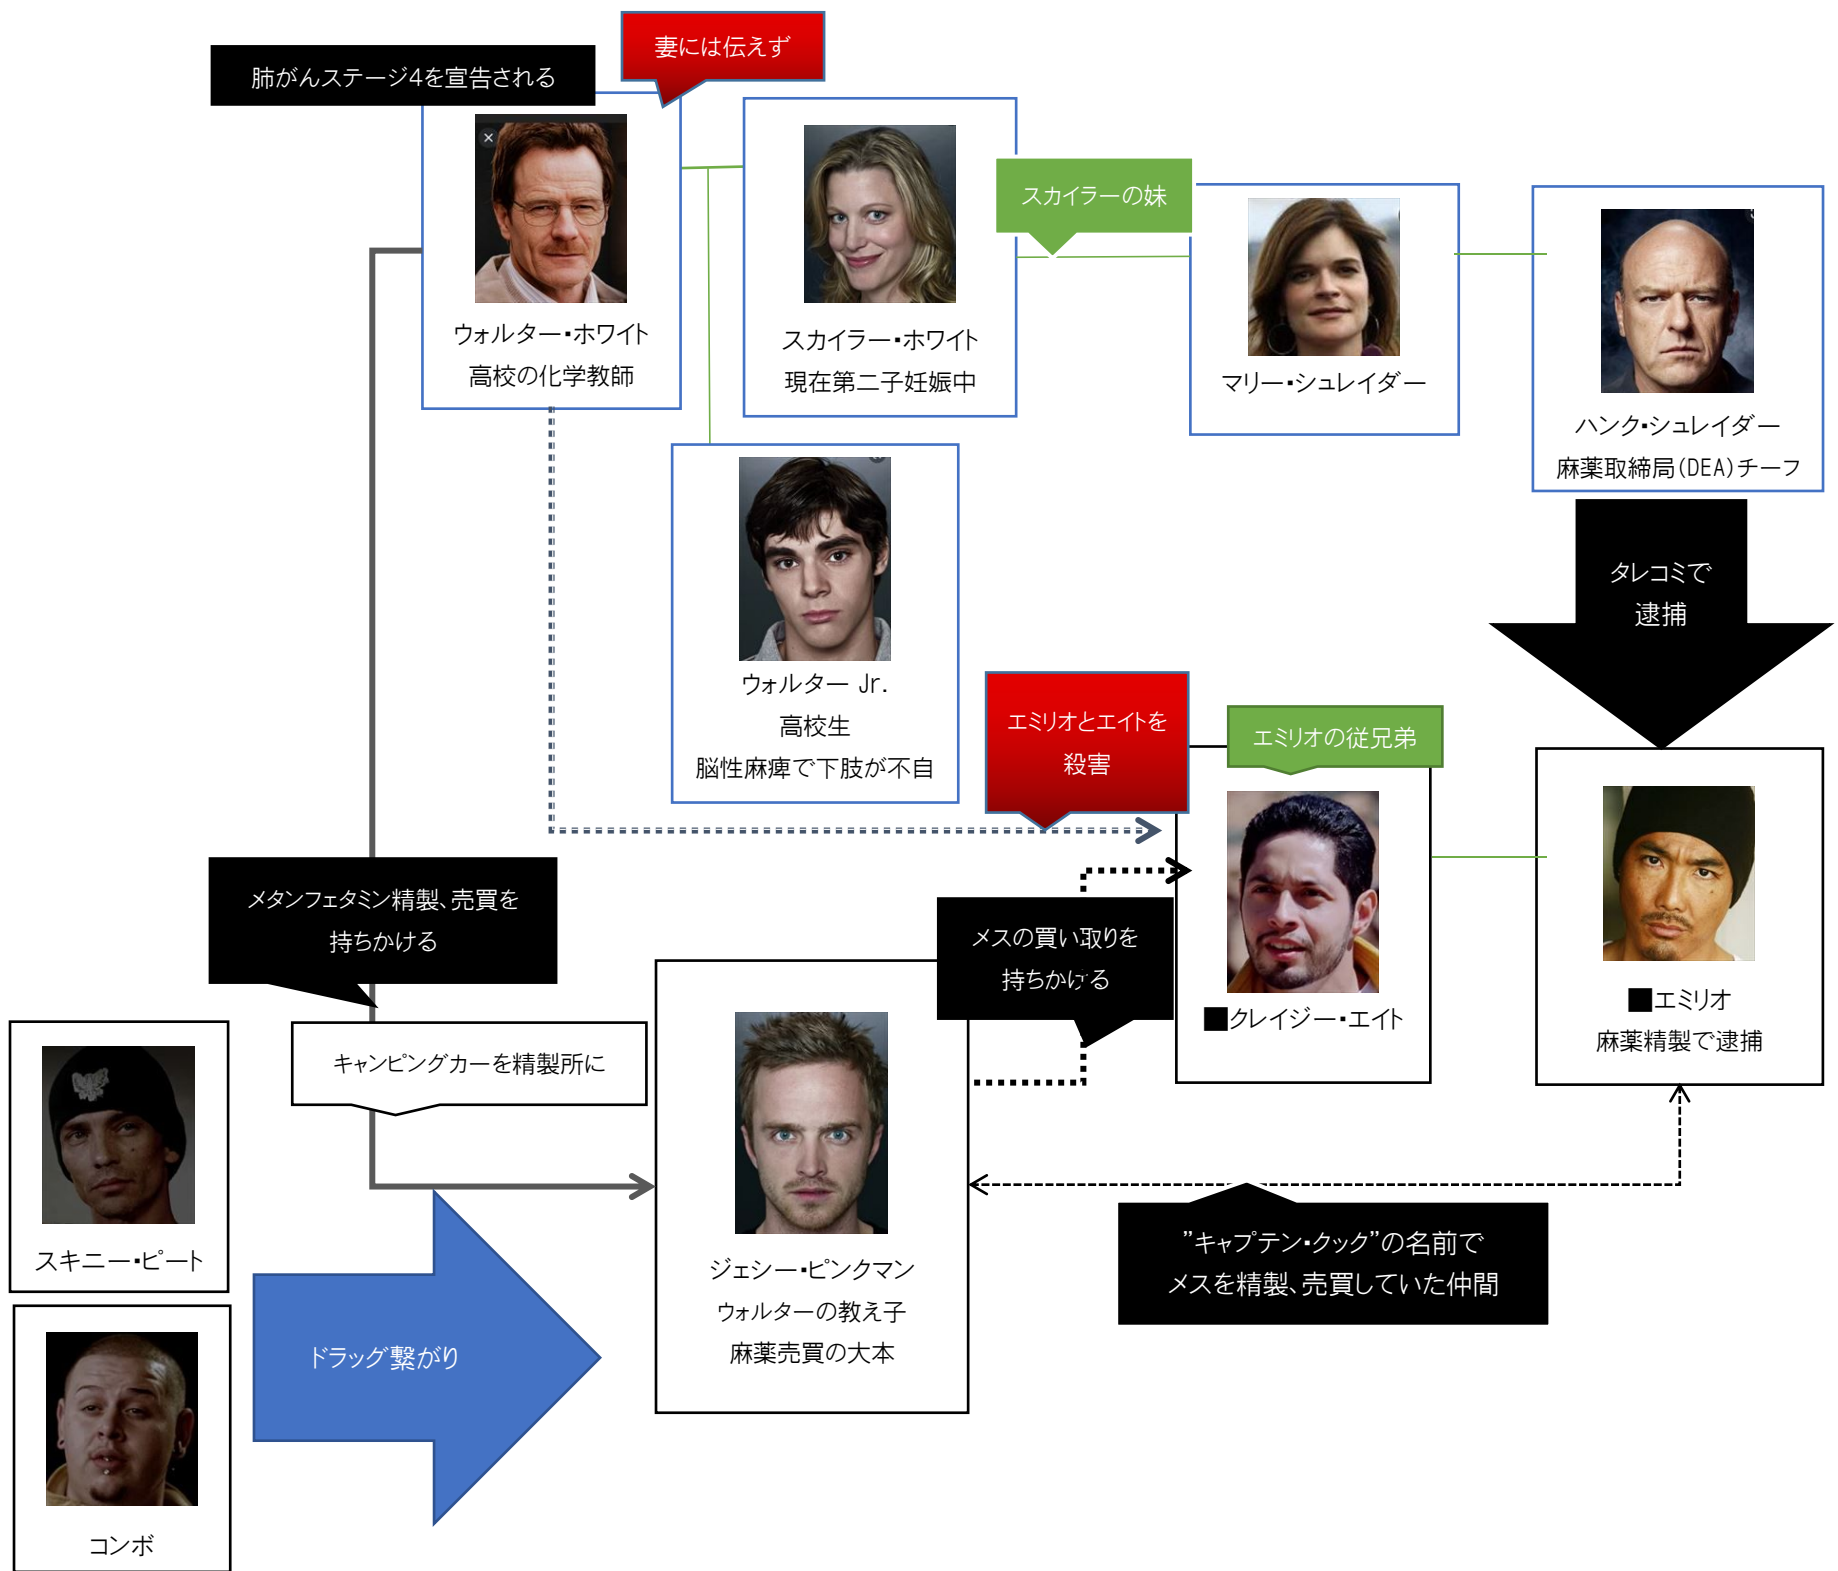 妻には伝えず
肺がんステージ4を宣告される
スカイラーの妹
ウォルター・ホワイト
高校の化学教師
スカイラー・ホワイト
現在第二子妊娠中
マリー・シュレイダー
ハンク・シュレイダー
麻薬取締局(DEA)チーフ
タレコミで
逮捕
ウォルター Jr.
高校生
脳性麻痺で下肢が不自
エミリオとエイトを
殺害
エミリオの従兄弟
メタンフェタミン精製、売買を
持ちかける
メスの買い取りを
持ちかける
■クレイジー・エイト
■エミリオ
麻薬精製で逮捕
キャンピングカーを精製所に
スキニー・ピート
ジェシー・ピンクマン
ウォルターの教え子
麻薬売買の大本
”キャプテン・クック”の名前で
メスを精製、売買していた仲間
ドラッグ繋がり
コンボ